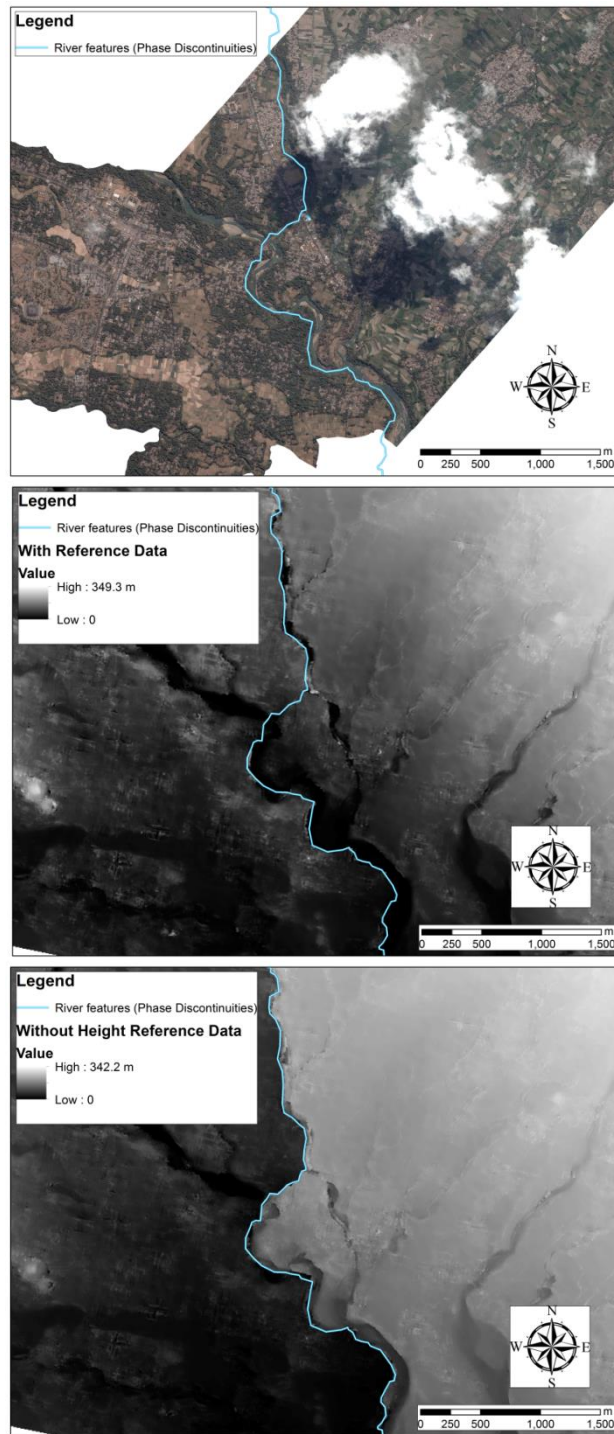 Legend
River features (Phase Discontinuities)
N
W E
S
m
0 250 500 1,000 1,500
Legend
River features (Phase Discontinuities)
With Reference Data
Value
High : 349.3 m
Low : 0
N
W E
S
m
0 250 500 1,000 1,500
Legend
River features (Phase Discontinuities)
Without Height Reference Data
Value
High : 342.2 m
Low : 0
N
W E
S
m
0 250 500 1,000 1,500